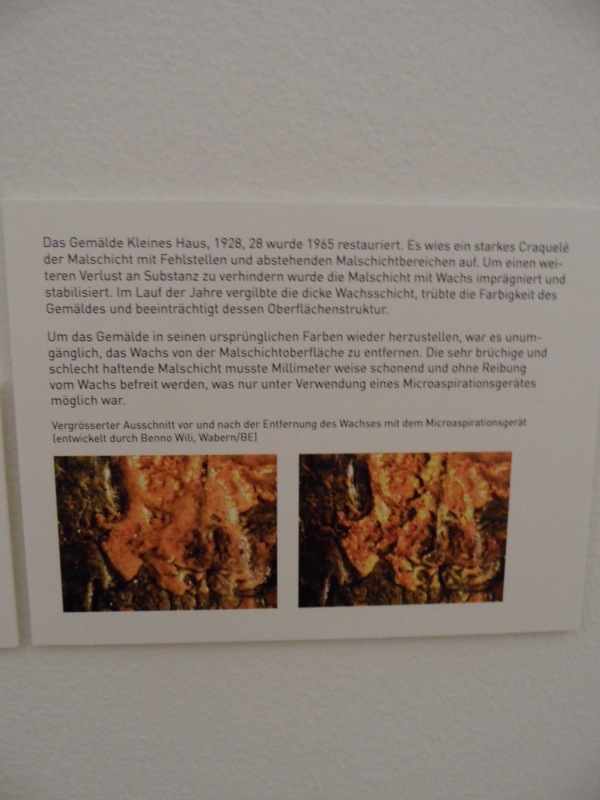 Das Gemälde Kleines Haus, 1928, 28 wurde 1965 restauriert. Es wies ein starkes Craquelé
der Malschicht mit Fehlstellen und abstehenden Malschichtbereichen auf. Um einen wei-
teren Verlust an Substanz zu verhindern wurde die Malschicht mit Wachs imprägniert und
stabilisiert. Im Lauf der Jahre vergilbte die dicke Wachsschicht, trübte die Farbigkeit des
Gemäldes und beeinträchtigt dessen Oberflächenstruktur.
Um das Gemälde in seinen ursprünglichen Farben wieder herzustellen, war es unum-
gänglich, das Wachs von der Malschichtoberfläche zu entfernen. Die sehr brüchige und
schlecht haftende Malschicht musste Millimeter weise schonend und ohne Reibung
vom Wachs befreit werden, was nur unter Verwendung eines Microaspirationsgerätes
möglich war.
Vergrösserter Ausschnitt vor und nach der Entfernung des Wachses mit dem Microaspirationsgerät
(entwickelt durch Benno Wili, Wabern/BE)